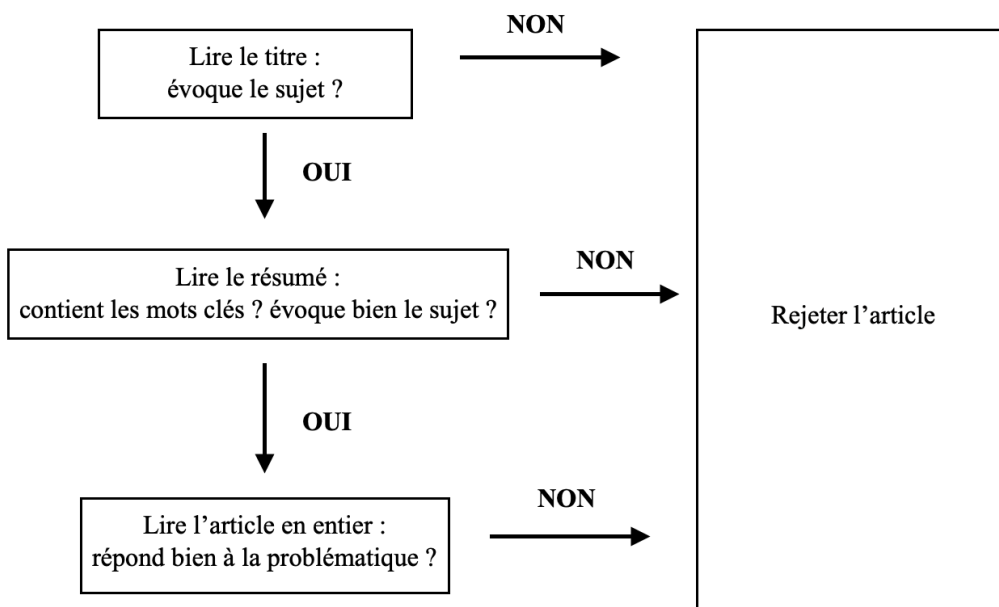 Lire le titre :
évoque le sujet ?
NON
OUI
Lire le résumé :
contient les mots clés ? évoque bien le sujet ?
NON
Rejeter l’article
OUI
Lire l’article en entier :
répond bien à la problématique ?
NON